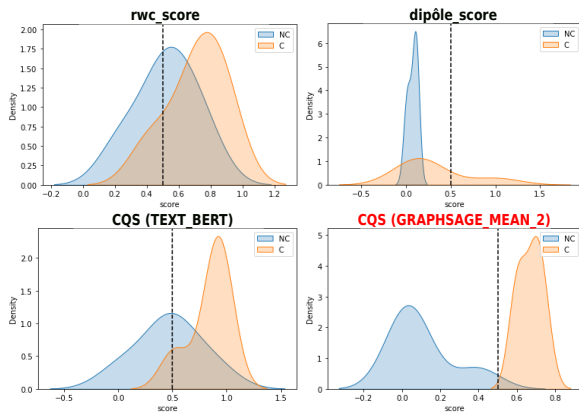 rwc_score
2.00
1.75
1.50
1.25
1.00
0.75
0.50
0.25
0.00
Density
NC
C
−0.2 0.0 0.2 0.4 0.6 0.8 1.0 1.2
score
dipôle_score
6
5
4
3
2
1
0
Density
NC
C
−0.5 0.0 0.5 1.0 1.5
score
CQS (TEXT_BERT)
2.0
1.5
1.0
0.5
0.0
Density
NC
C
−0.5 0.0 0.5 1.0 1.5
score
CQS (GRAPHSAGE_MEAN_2)
5
4
3
2
1
0
Density
NC
C
−0.2 0.0 0.2 0.4 0.6 0.8
score